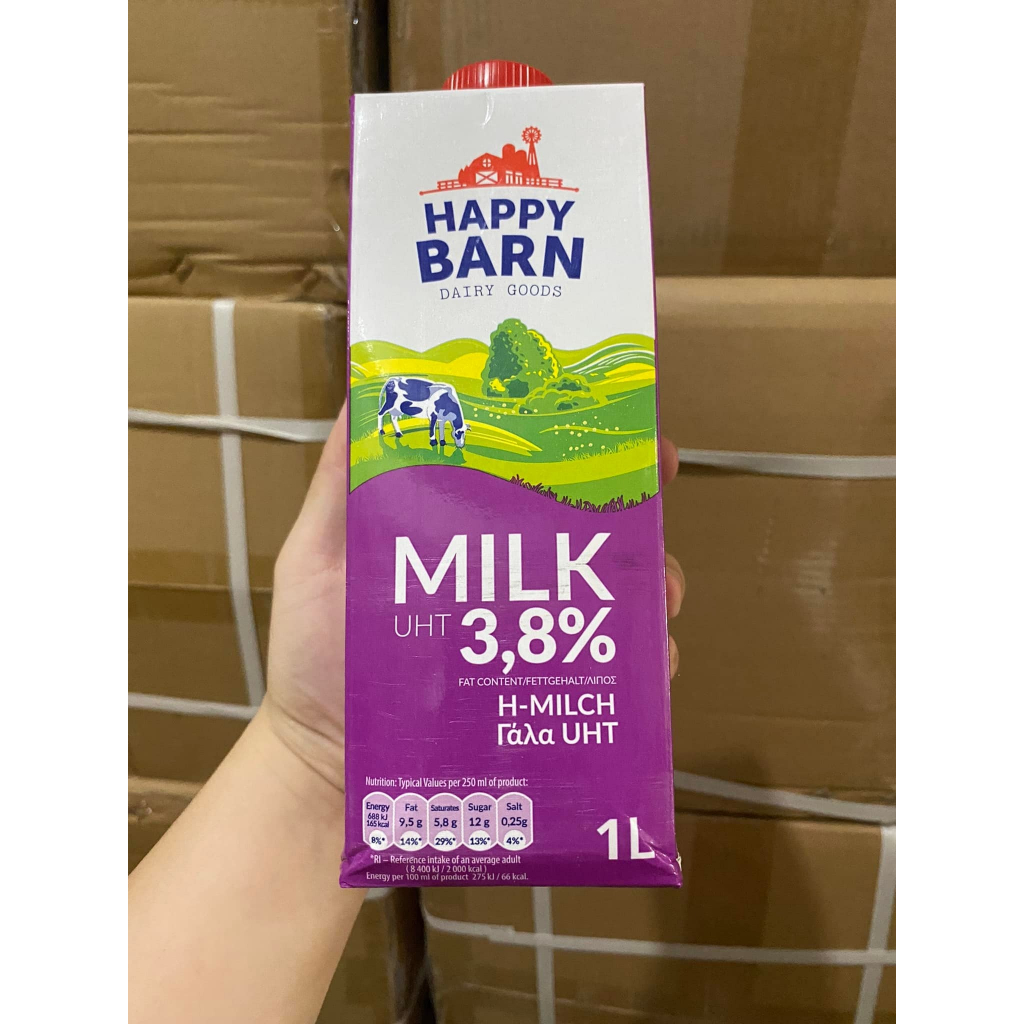 HAPPY
BARN
DAIRY GOODS
MILK
UHT 3,8%
FAT CONTENT/FETTGEHALT/ΛΙΠΟΣ
H-MILCH
Γάλα UHT
Nutrition: Typical Values per 250 ml of product:
Energy Fat Saturates Sugar Salt
688 kJ
165 kcal 9,5 g 5,8 g 12 g 0,25g
8%* 14%* 29%* 13%* 4%*
1L
*RI – Reference intake of an average adult
( 8 400 kJ / 2 000 kcal )
Energy per 100 ml of product 275 kJ / 66 kcal.